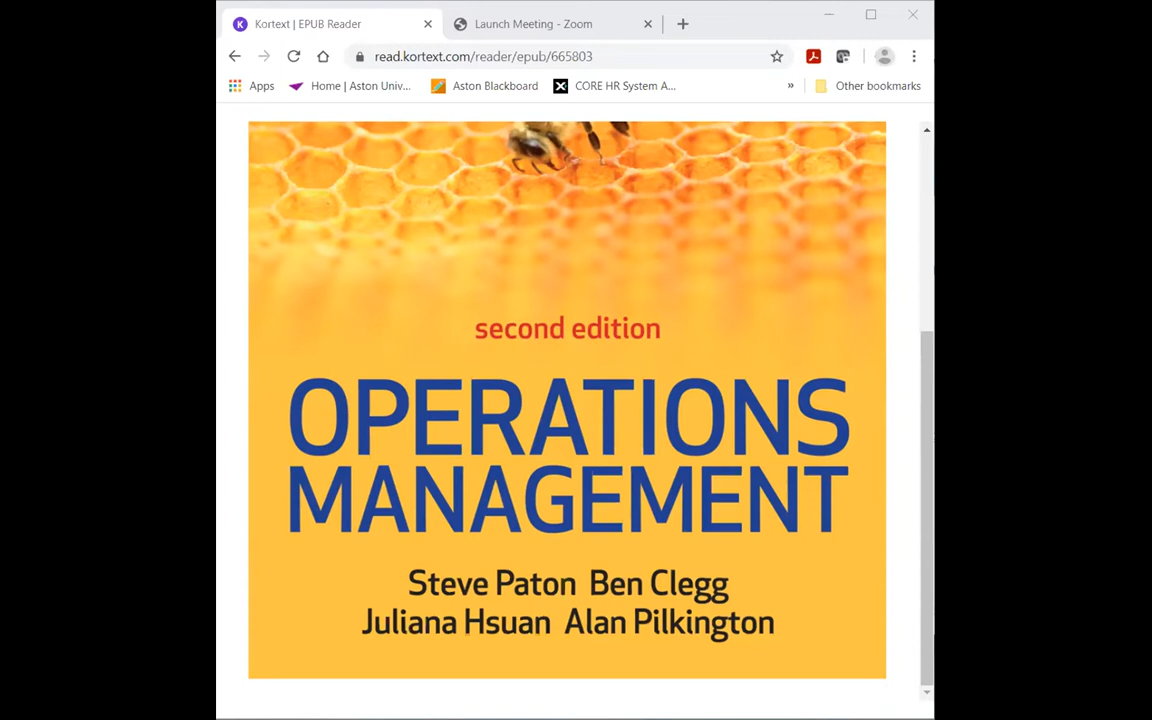 Kortext | EPUB Reader
Launch Meeting - Zoom
read.kortext.com/reader/epub/665803
Apps
Home | Aston Univ...
Aston Blackboard
CORE HR System A...
»
Other bookmarks
second edition
OPERATIONS
MANAGEMENT
Steve Paton Ben Clegg
Juliana Hsuan Alan Pilkington